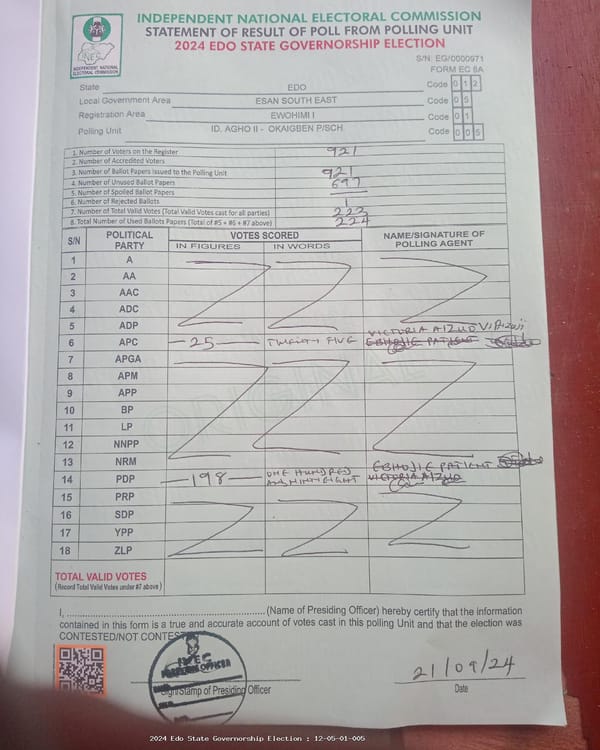 INDEPENDENT NATIONAL ELECTORAL COMMISSION
STATEMENT OF RESULT OF POLL FROM POLLING UNIT
2024 EDO STATE GOVERNORSHIP ELECTION
INDEPENDENT NATIONAL
ELECTORAL COMMISSION
S/N: EG/0000971
FORM EC 8A
State EDO Code 0 1 2
Local Government Area ESAN SOUTH EAST Code 0 5
Registration Area EWOHIMI I Code 0 1
Polling Unit ID. AGHO II - OKAIGBEN P/SCH Code 0 0 5
1. Number of Voters on the Register 921
2. Number of Accredited Voters
3. Number of Ballot Papers Issued to the Polling Unit 921
4. Number of Unused Ballot Papers 697
5. Number of Spoiled Ballot Papers
6. Number of Rejected Ballots 1
7. Number of Total Valid Votes (Total Valid Votes cast for all parties) 223
8. Total Number of Used Ballots Papers (Total of #5 + #6 + #7 above) 224
S/N POLITICAL PARTY VOTES SCORED NAME/SIGNATURE OF POLLING AGENT
IN FIGURES IN WORDS
1 A
2 AA
3 AAC
4 ADC
5 ADP
VICTORIA AIZUD
6 APC 25 TWENTY FIVE EBHOJIE PATIENT
7 APGA
8 APM
9 APP
10 BP
11 LP
12 NNPP
13 NRM
EBHOJIE PATIENT
14 PDP 198 ONE HUNDRED AND NINTI EIGHT VICTORIA AIZUD
15 PRP
16 SDP
17 YPP
18 ZLP
TOTAL VALID VOTES
(Record Total Valid Votes under #7 above)
I, (Name of Presiding Officer) hereby certify that the information
contained in this form is a true and accurate account of votes cast in this polling Unit and that the election was
CONTESTED/NOT CONTESTED
INEC
PRESIDING OFFICER
Sign/Stamp of Presiding Officer
21/09/24
Date
2024 Edo State Governorship Election : 12-05-01-005